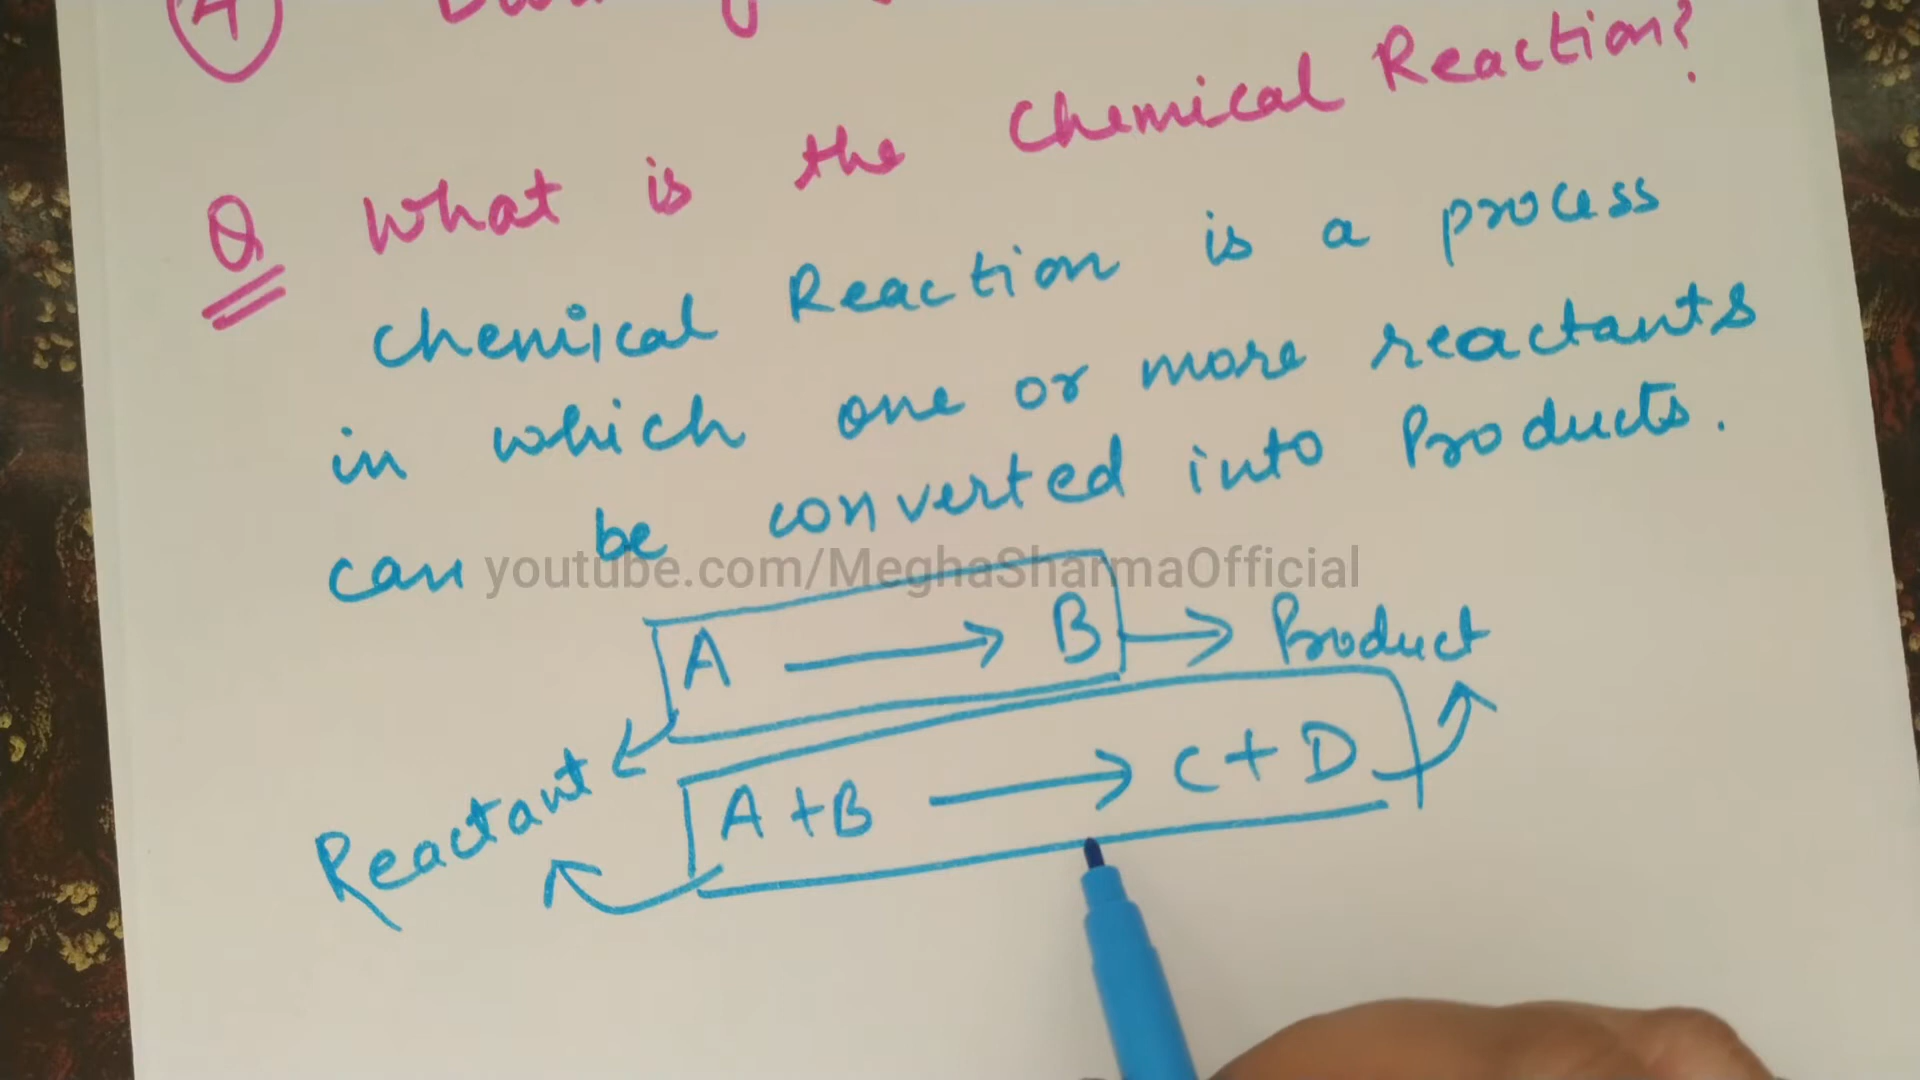 4
Q What is the Chemical Reaction?
Chemical Reaction is a process
in which one or more reactants
can be converted into Products.
youtube.com/MeghaSharmaOfficial
A → B → Product
Reactant
A + B → C + D